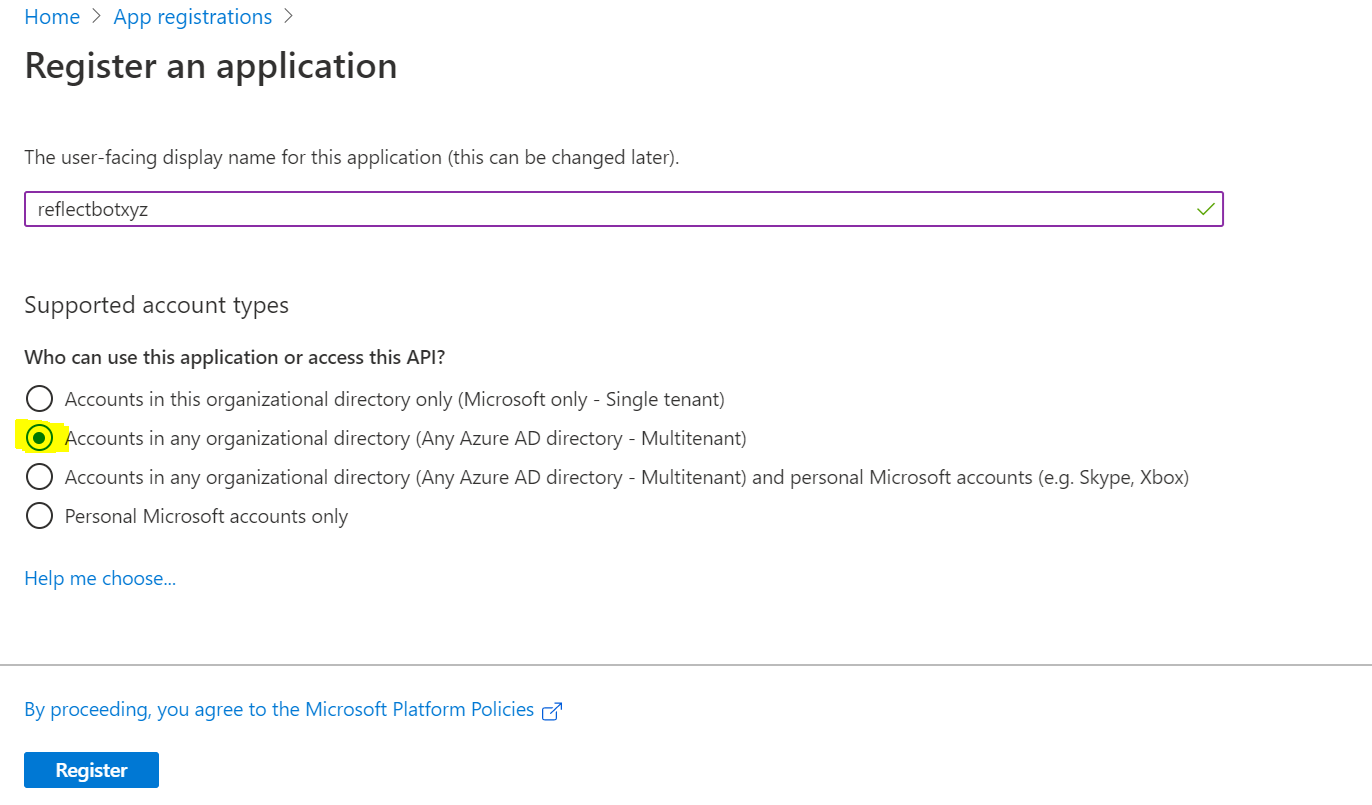 Home > App registrations >
Register an application
The user-facing display name for this application (this can be changed later).
reflectbotxyz
Supported account types
Who can use this application or access this API?
Accounts in this organizational directory only (Microsoft only - Single tenant)
Accounts in any organizational directory (Any Azure AD directory - Multitenant)
Accounts in any organizational directory (Any Azure AD directory - Multitenant) and personal Microsoft accounts (e.g. Skype, Xbox)
Personal Microsoft accounts only
Help me choose...
By proceeding, you agree to the Microsoft Platform Policies
Register